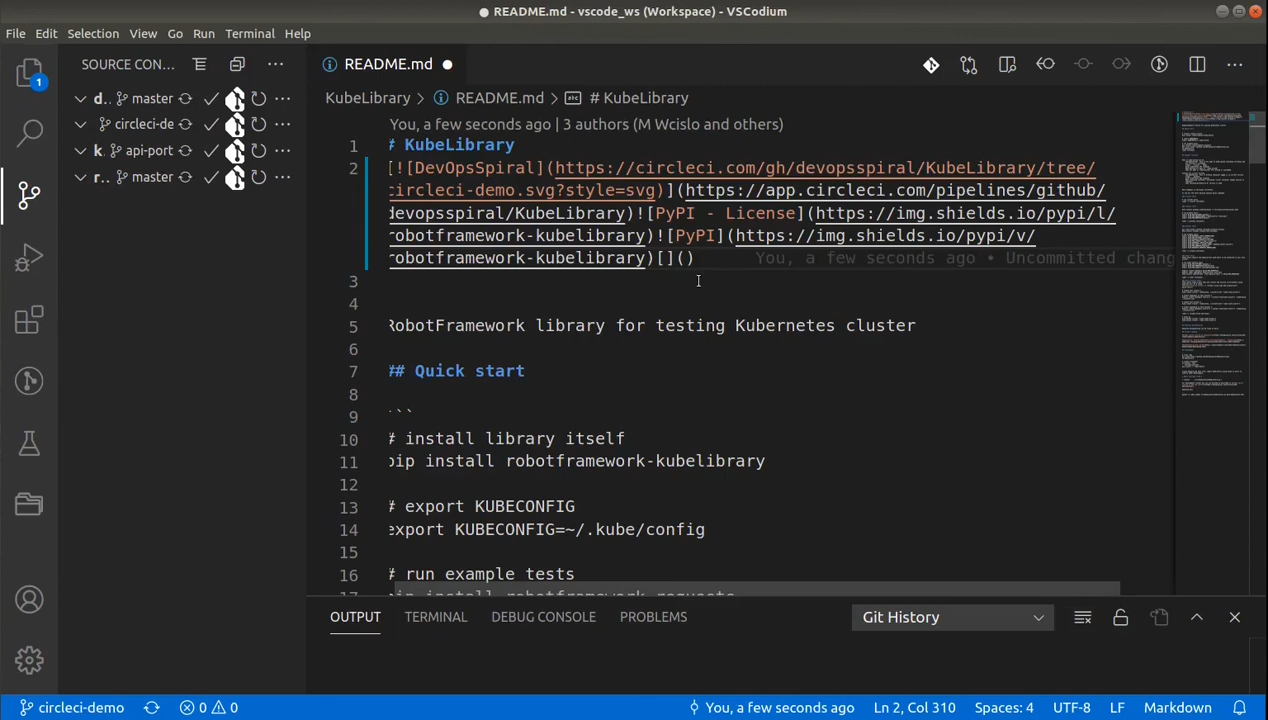 README.md - vscode_ws (Workspace) - VSCodium
File Edit Selection View Go Run Terminal Help
SOURCE CON...
README.md
1
d.. master
circleci-de
k api-port
r... master
KubeLibrary > README.md > # KubeLibrary
You, a few seconds ago | 3 authors (M Wcislo and others)
1 # KubeLibrary
2 [![DevOpsSpiral](https://circleci.com/gh/devopsspiral/KubeLibrary/tree/
circleci-demo.svg?style=svg)](https://app.circleci.com/pipelines/github/
devopsspiral/KubeLibrary)![PyPI - License](https://img.shields.io/pypi/l/
robotframework-kubelibrary)![PyPI](https://img.shields.io/pypi/v/
robotframework-kubelibrary)[]() You, a few seconds ago • Uncommitted chang
3
4
5 RobotFramework library for testing Kubernetes cluster
6
7 ## Quick start
8
9 ```
10 # install library itself
11 pip install robotframework-kubelibrary
12
13 # export KUBECONFIG
14 export KUBECONFIG=~/.kube/config
15
16 # run example tests
17 pip install robotframework-requests
OUTPUT TERMINAL DEBUG CONSOLE PROBLEMS
Git History
circleci-demo 0 0 You, a few seconds ago Ln 2, Col 310 Spaces: 4 UTF-8 LF Markdown